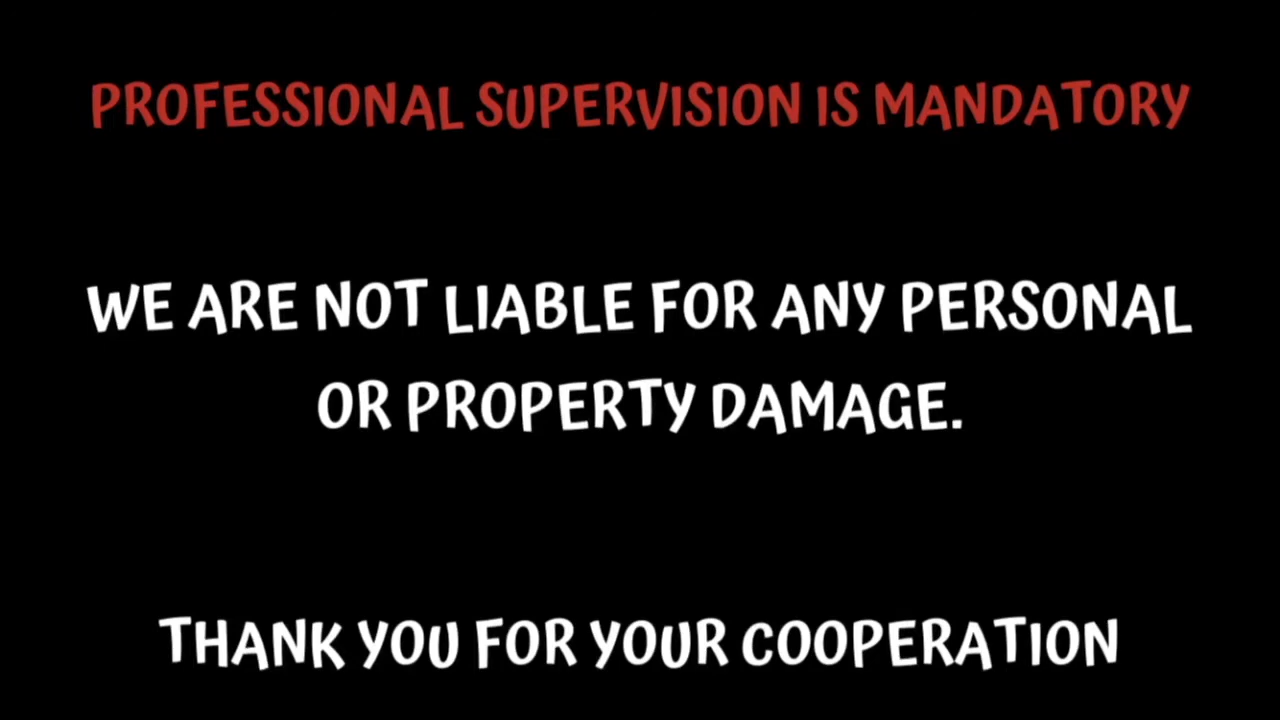 PROFESSIONAL SUPERVISION IS MANDATORY
WE ARE NOT LIABLE FOR ANY PERSONAL
OR PROPERTY DAMAGE.
THANK YOU FOR YOUR COOPERATION